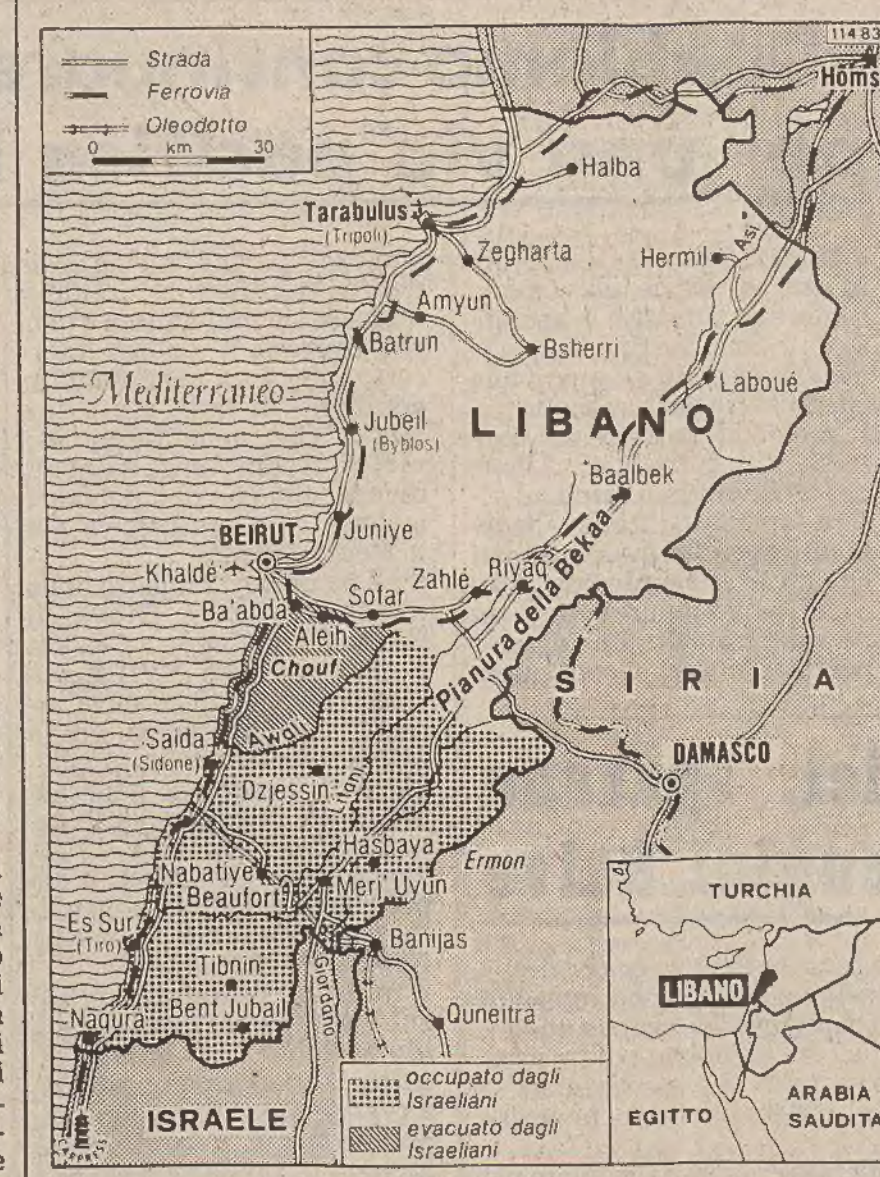 Strada
Ferrovia
Oleodotto
0 km 30
114 83
Hôms
Halba
Tarabulus
(Tripoli)
Zegharta
Hermil
Asi
Amyun
Batrun
Bsherri
Laboué
Mediterraneo
LIBANO
Jubeil
(Byblos)
Baalbek
BEIRUT
Juniye
Khaldé
Zahlé
Riyaq
Pianura della Bekaa
Ba'abda
Sofar
Aleih
Chouf
SIRIA
Awali
Saida
(Sidone)
DAMASCO
Dzjessin
Litani
Hasbaya
Ermon
Nabatiye
Beaufort
Merj 'Uyun
Es Sur
(Tiro)
Banijas
Tibnin
Giordano
Bent Jubail
Naqura
Quneitra
ISRAELE
occupato dagli
Israeliani
evacuato dagli
Israeliani
TURCHIA
LIBANO
EGITTO
ARABIA
SAUDITA